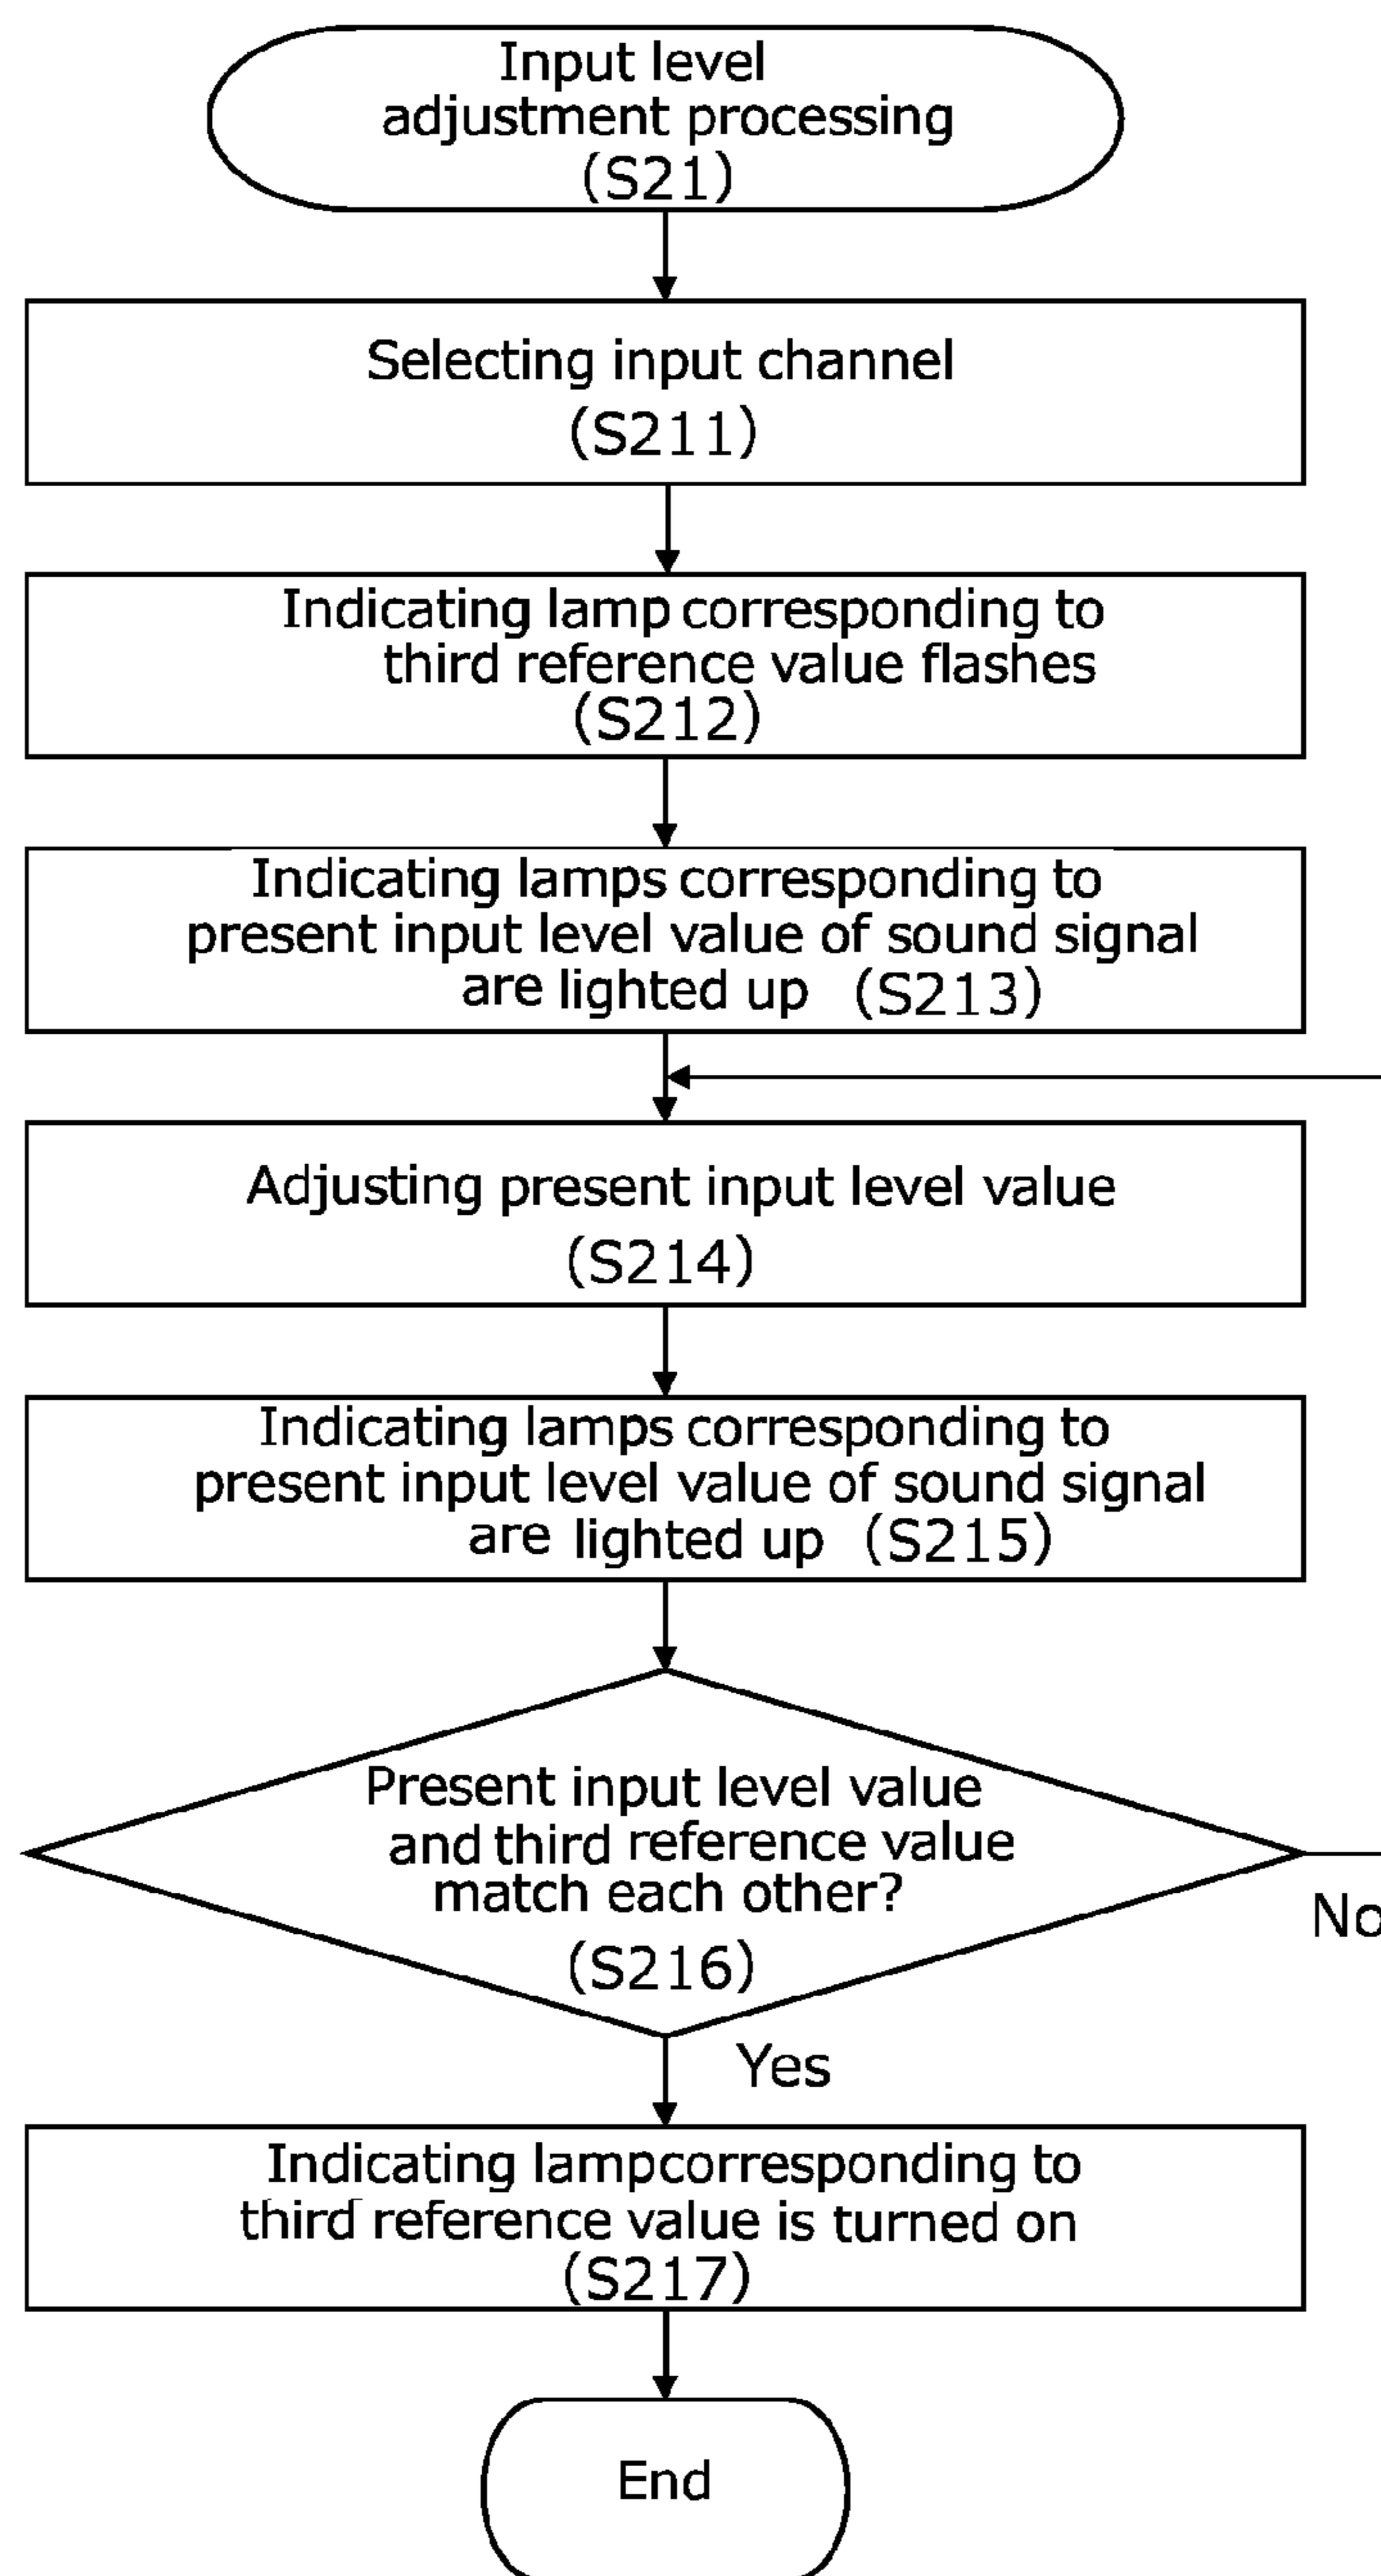 Input level
adjustment processing
(S21)
Selecting input channel
(S211)
Indicating lamp corresponding to
third reference value flashes
(S212)
Indicating lamps corresponding to
present input level value of sound signal
are lighted up (S213)
Adjusting present input level value
(S214)
Indicating lamps corresponding to
present input level value of sound signal
are lighted up (S215)
Present input level value
and third reference value
match each other?
(S216)
No
Yes
Indicating lampcorresponding to
third reference value is turned on
(S217)
End